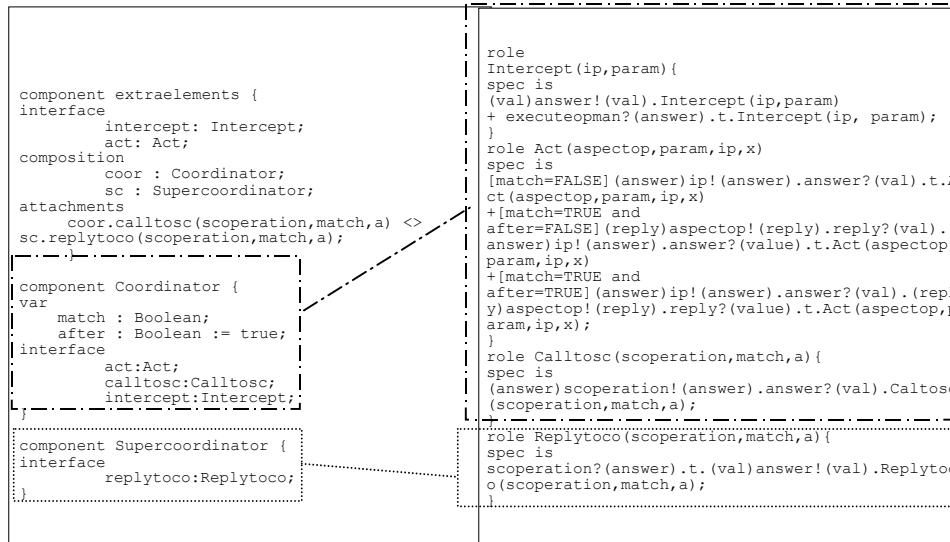 component extraelements {
interface
intercept: Intercept;
act: Act;
composition
coor : Coordinator;
sc : Supercoordinator;
attachments
coor.calltosc(scoperation,match,a) <>
sc.replytoco(scoperation,match,a);
}
component Coordinator {
var
match : Boolean;
after : Boolean := true;
interface
act:Act;
calltosc:Calltosc;
intercept:Intercept;
}
component Supercoordinator {
interface
replytoco:Replytoco;
}
role
Intercept(ip,param){
spec is
(val)answer!(val).Intercept(ip,param)
+ executeopman?(answer).t.Intercept(ip, param);
}
role Act(aspectop,param,ip,x)
spec is
[match=FALSE](answer)ip!(answer).answer?(val).t.A
ct(aspectop,param,ip,x)
+[match=TRUE and
after=FALSE](reply)aspectop!(reply).reply?(val).
answer)ip!(answer).answer?(value).t.Act(aspectop
param,ip,x)
+[match=TRUE and
after=TRUE](answer)ip!(answer).answer?(val).(repl
y)aspectop!(reply).reply?(value).t.Act(aspectop,p
aram,ip,x);
}
role Calltosc(scoperation,match,a){
spec is
(answer)scoperation!(answer).answer?(val).Caltosc
(scoperation,match,a);
}
role Replytoco(scoperation,match,a){
spec is
scoperation?(answer).t.(val)answer!(val).Replytoc
o(scoperation,match,a);
}